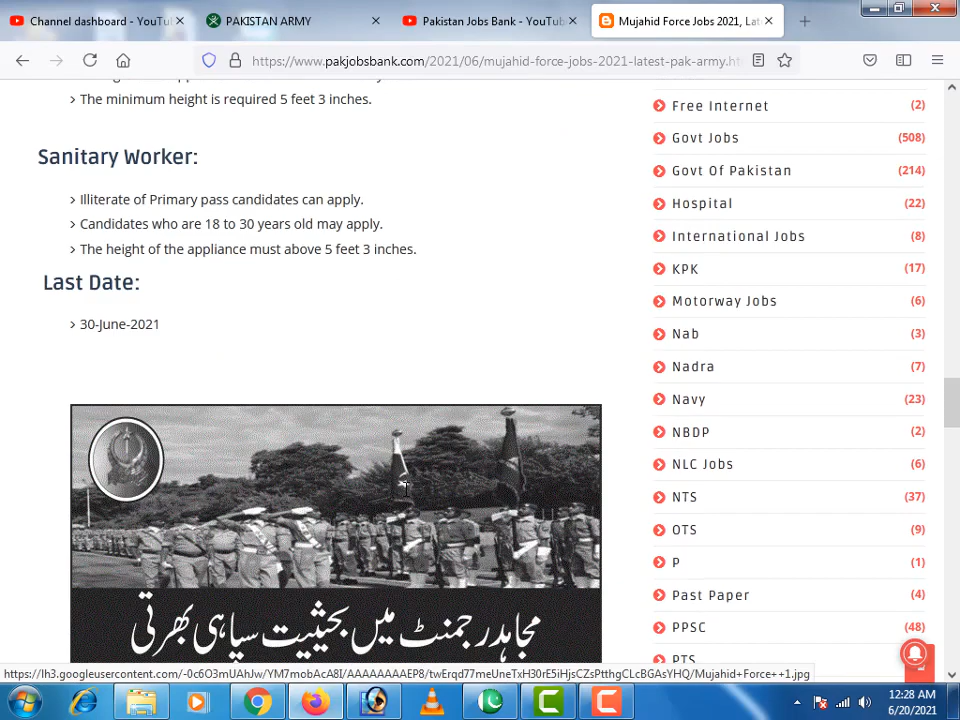 Channel dashboard - YouTu
PAKISTAN ARMY
Pakistan Jobs Bank - YouTub
Mujahid Force Jobs 2021, Lat
https://www.pakjobsbank.com/2021/06/mujahid-force-jobs-2021-latest-pak-army.ht
> The minimum height is required 5 feet 3 inches.
Sanitary Worker:
> Illiterate of Primary pass candidates can apply.
> Candidates who are 18 to 30 years old may apply.
> The height of the appliance must above 5 feet 3 inches.
Last Date:
> 30-June-2021
مجاہد رجمنٹ میں بحیثیت سپاہی بھرتی
Free Internet (2)
Govt Jobs (508)
Govt Of Pakistan (214)
Hospital (22)
International Jobs (8)
KPK (17)
Motorway Jobs (6)
Nab (3)
Nadra (7)
Navy (23)
NBDP (2)
NLC Jobs (6)
NTS (37)
OTS (9)
P (1)
Past Paper (4)
PPSC (48)
PTS
https://lh3.googleusercontent.com/-0c6O3mUAhJw/YM7mobAcA8I/AAAAAAAAEP8/twErqd77meUneTxH30rE5iHjsCZsPtthgCLcBGAsYHQ/Mujahid+Force++1.jpg
12:28 AM
6/20/2021